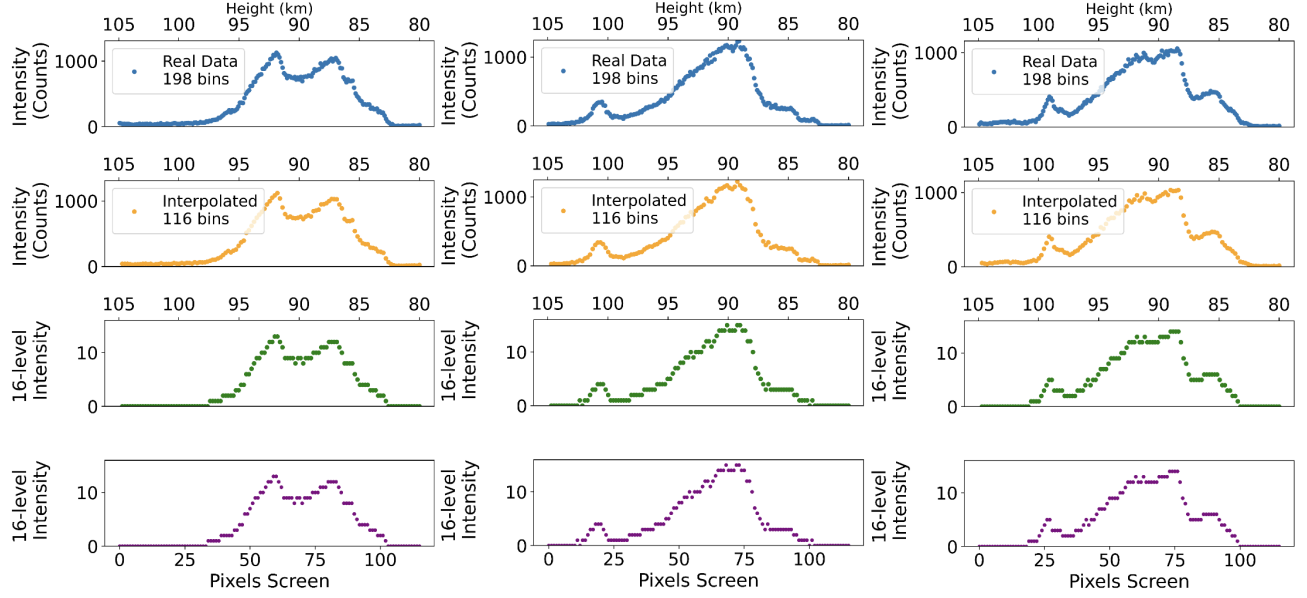 Height (km)
105 100 95 90 85 80
Intensity
(Counts)
1000
0
Real Data
198 bins
105 100 95 90 85 80
Intensity
(Counts)
1000
0
Interpolated
116 bins
105 100 95 90 85 80
16-level
Intensity
10
0
16-level
Intensity
10
0
0 25 50 75 100
Pixels Screen
Height (km)
105 100 95 90 85 80
Intensity
(Counts)
1000
0
Real Data
198 bins
105 100 95 90 85 80
Intensity
(Counts)
1000
0
Interpolated
116 bins
105 100 95 90 85 80
16-level
Intensity
10
0
16-level
Intensity
10
0
0 25 50 75 100
Pixels Screen
Height (km)
105 100 95 90 85 80
Intensity
(Counts)
1000
0
Real Data
198 bins
105 100 95 90 85 80
Intensity
(Counts)
1000
0
Interpolated
116 bins
105 100 95 90 85 80
16-level
Intensity
10
0
16-level
Intensity
10
0
0 25 50 75 100
Pixels Screen